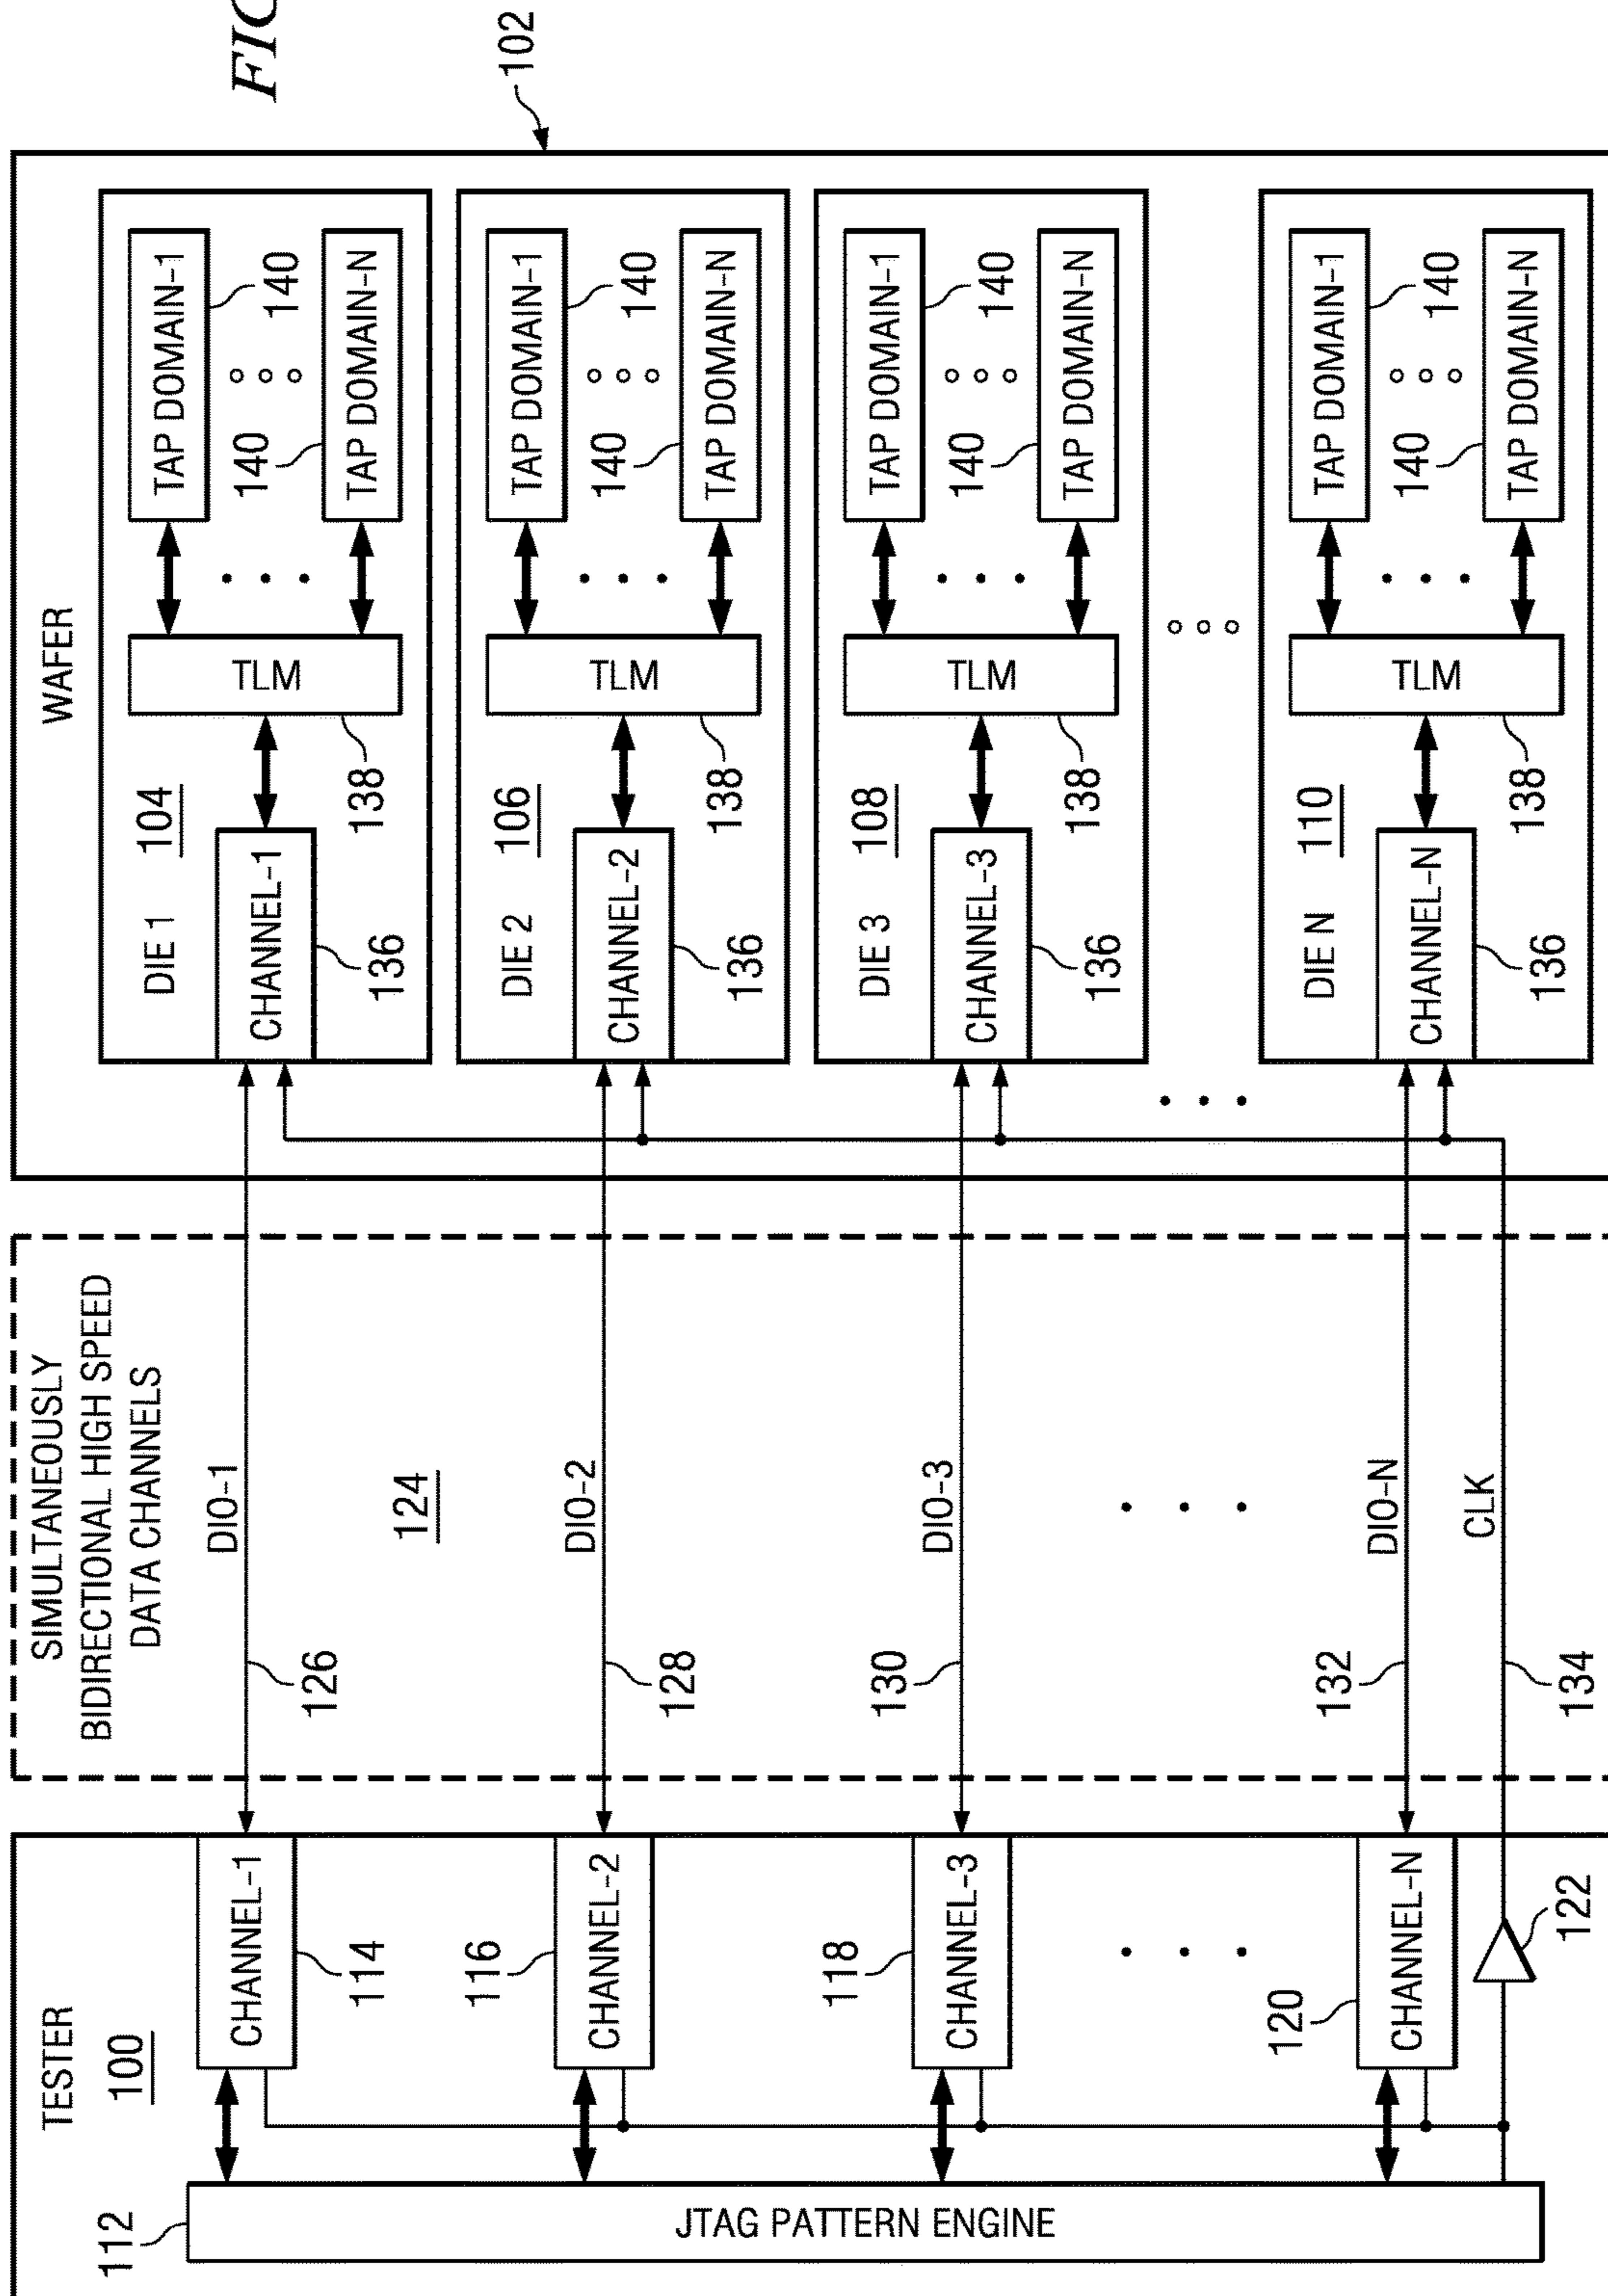 FIG
102
WAFER
TESTER
100
112
JTAG PATTERN ENGINE
CHANNEL-1
114
CHANNEL-2
116
CHANNEL-3
118
CHANNEL-N
120
122
SIMULTANEOUSLY
BIDIRECTIONAL HIGH SPEED
DATA CHANNELS
124
DIO-1
126
DIO-2
128
DIO-3
130
DIO-N
132
CLK
134
DIE 1
104
CHANNEL-1
136
TLM
138
TAP DOMAIN-1
140
140
TAP DOMAIN-N
DIE 2
106
CHANNEL-2
136
TLM
138
TAP DOMAIN-1
140
140
TAP DOMAIN-N
DIE 3
108
CHANNEL-3
136
TLM
138
TAP DOMAIN-1
140
140
TAP DOMAIN-N
DIE N
110
CHANNEL-N
136
TLM
138
TAP DOMAIN-1
140
140
TAP DOMAIN-N